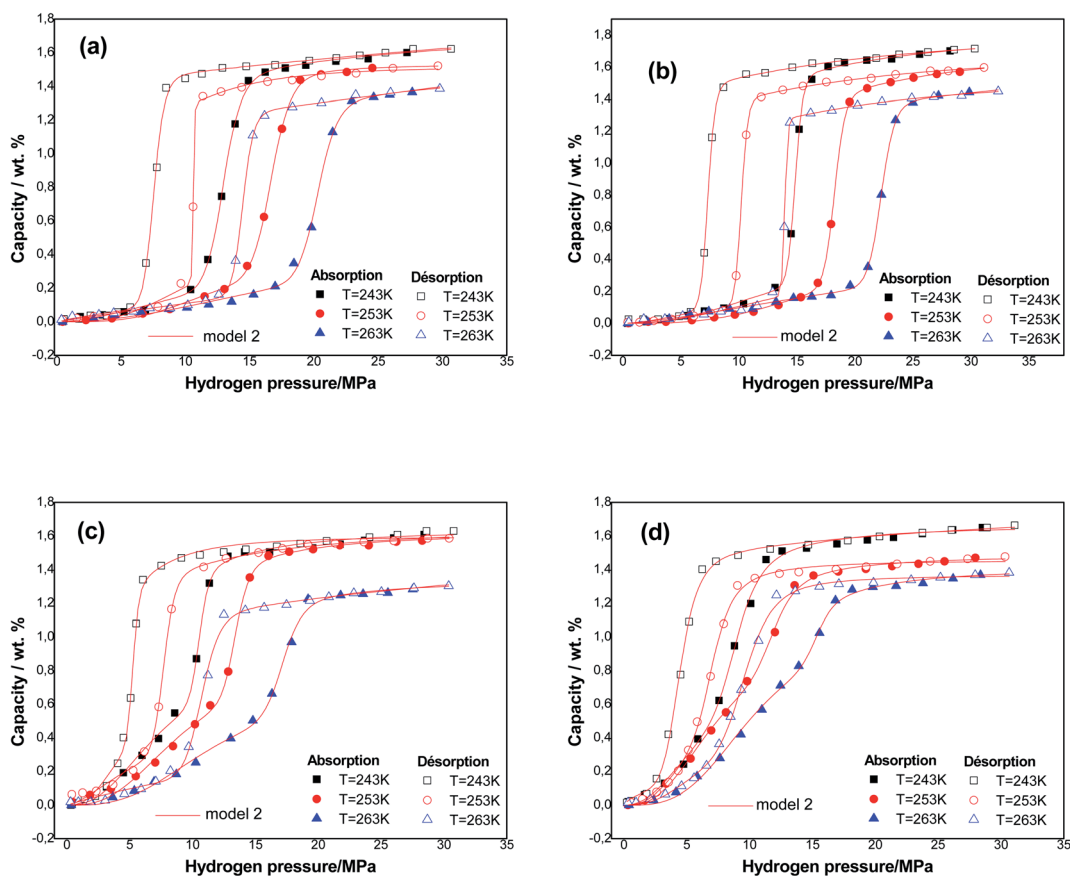 (a)
Capacity / wt. %
1,8
1,6
1,4
1,2
1,0
0,8
0,6
0,4
0,2
0,0
-0,2
Absorption Désorption
T=243K T=243K
T=253K T=253K
T=263K T=263K
model 2
0 5 10 15 20 25 30 35
Hydrogen pressure/MPa
(b)
Capacity / wt. %
1,8
1,6
1,4
1,2
1,0
0,8
0,6
0,4
0,2
0,0
-0,2
Absorption Désorption
T=243K T=243K
T=253K T=253K
T=263K T=263K
model 2
0 5 10 15 20 25 30 35
Hydrogen pressure/MPa
(c)
Capacity / wt. %
1,8
1,6
1,4
1,2
1,0
0,8
0,6
0,4
0,2
0,0
-0,2
Absorption Désorption
T=243K T=243K
T=253K T=253K
T=263K T=263K
model 2
0 5 10 15 20 25 30 35
Hydrogen pressure/MPa
(d)
Capacity / wt. %
1,8
1,6
1,4
1,2
1,0
0,8
0,6
0,4
0,2
0,0
-0,2
Absorption Désorption
T=243K T=243K
T=253K T=253K
T=263K T=263K
model 2
0 5 10 15 20 25 30 35
Hydrogen pressure/MPa